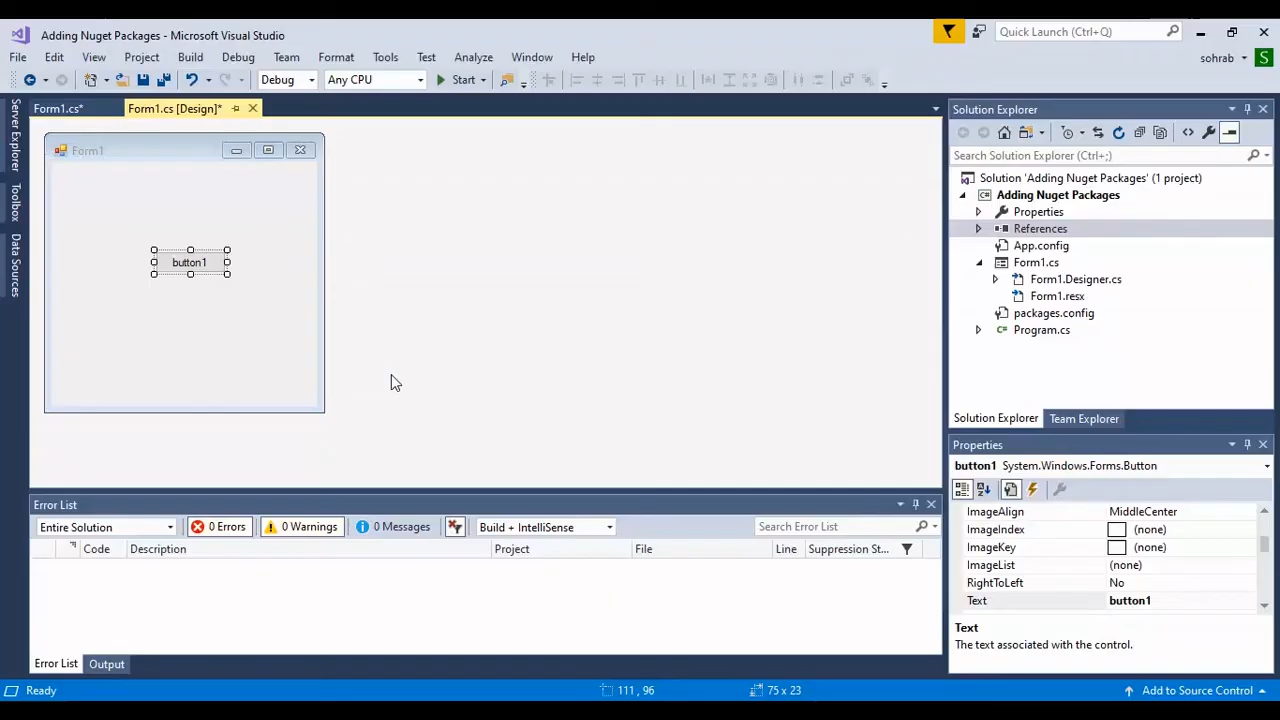 Adding Nuget Packages - Microsoft Visual Studio
Quick Launch (Ctrl+Q)
File Edit View Project Build Debug Team Format Tools Test Analyze Window Help
sohrab S
Debug Any CPU Start
Server Explorer
Toolbox
Data Sources
Form1.cs* Form1.cs [Design]*
Form1
button1
Solution Explorer
Search Solution Explorer (Ctrl+;)
Solution 'Adding Nuget Packages' (1 project)
C# Adding Nuget Packages
Properties
References
App.config
Form1.cs
Form1.Designer.cs
Form1.resx
packages.config
Program.cs
Solution Explorer Team Explorer
Properties
button1 System.Windows.Forms.Button
ImageAlign MiddleCenter
ImageIndex (none)
ImageKey (none)
ImageList (none)
RightToLeft No
Text button1
Text
The text associated with the control.
Error List
Entire Solution 0 Errors 0 Warnings 0 Messages Build + IntelliSense Search Error List
Code Description Project File Line Suppression St...
Error List Output
Ready 111, 96 75 x 23 Add to Source Control